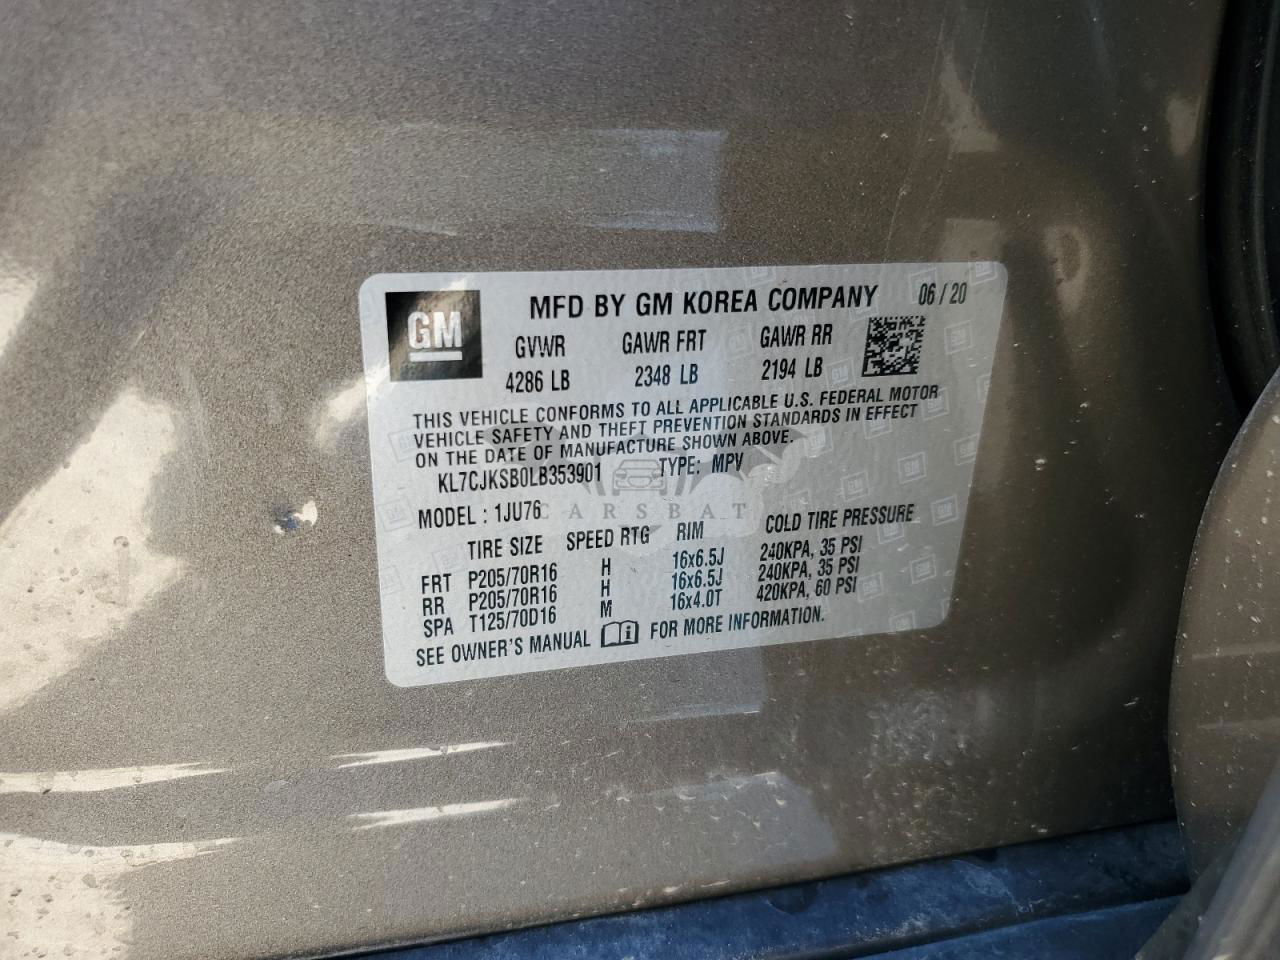 GM
MFD BY GM KOREA COMPANY 06/20
GVWR GAWR FRT GAWR RR
4286 LB 2348 LB 2194 LB
THIS VEHICLE CONFORMS TO ALL APPLICABLE U.S. FEDERAL MOTOR
VEHICLE SAFETY AND THEFT PREVENTION STANDARDS IN EFFECT
ON THE DATE OF MANUFACTURE SHOWN ABOVE.
KL7CJKSB0LB353901 TYPE: MPV
MODEL : 1JU76
CARSBAT
TIRE SIZE SPEED RTG RIM COLD TIRE PRESSURE
FRT P205/70R16 H 16x6.5J 240KPA, 35 PSI
RR P205/70R16 H 16x6.5J 240KPA, 35 PSI
SPA T125/70D16 M 16x4.0T 420KPA, 60 PSI
SEE OWNER'S MANUAL FOR MORE INFORMATION.